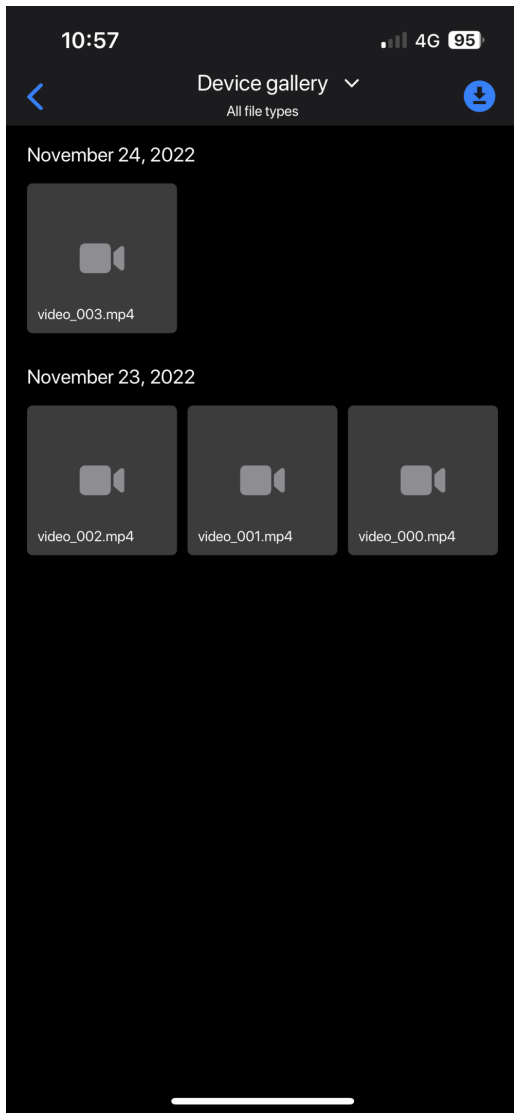 10:57 4G 95
Device gallery
All file types
November 24, 2022
video_003.mp4
November 23, 2022
video_002.mp4 video_001.mp4 video_000.mp4